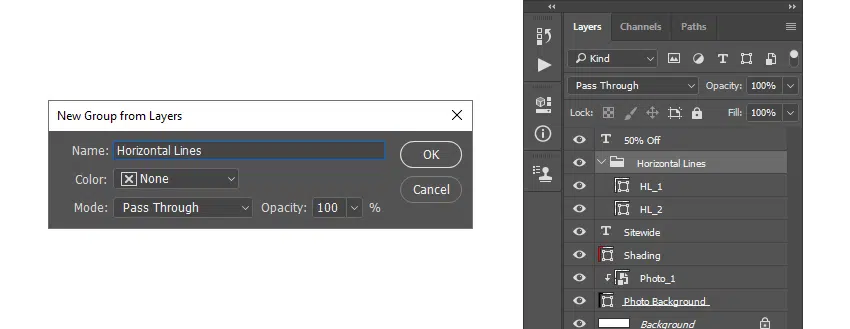 New Group from Layers
Name: Horizontal Lines
OK
Color: None
Cancel
Mode: Pass Through Opacity: 100 %
Layers Channels Paths
Kind
Pass Through Opacity: 100%
Lock: Fill: 100%
50% Off
Horizontal Lines
HL_1
HL_2
Sitewide
Shading
Photo_1
Photo Background
Background